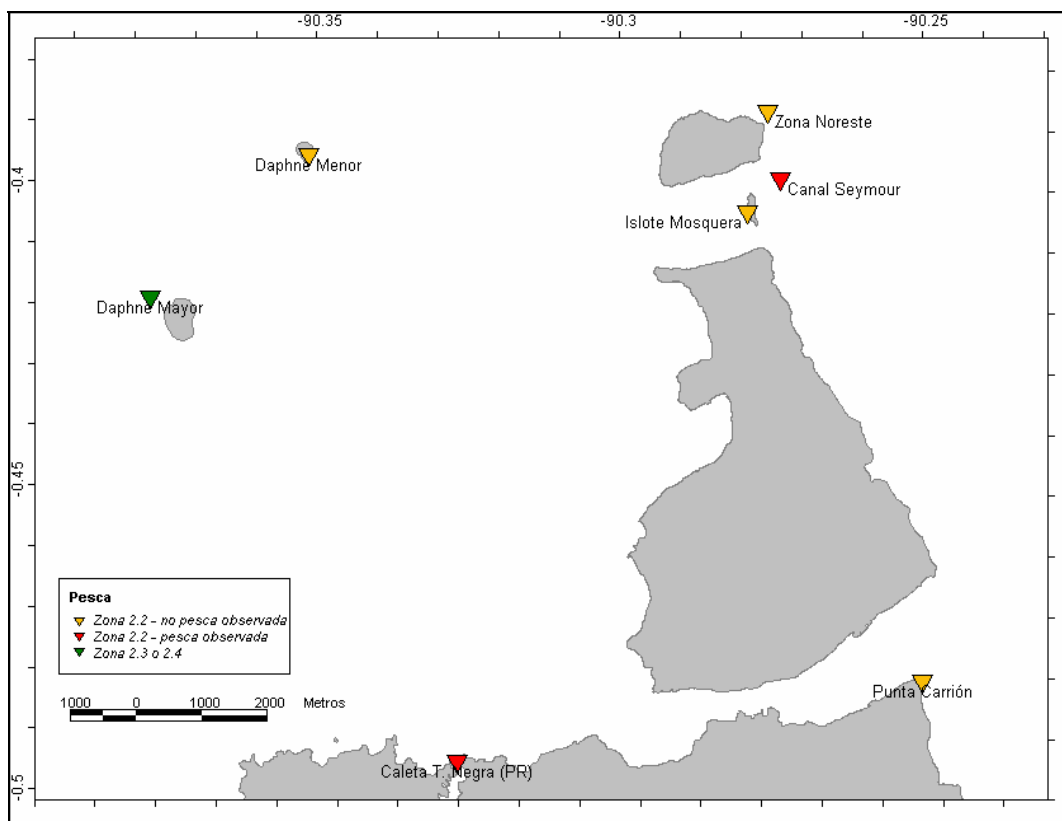 -90.35 -90.3 -90.25
Zona Noreste
Daphne Menor
-0.4
Canal Seymour
Islote Mosquera
Daphne Mayor
-0.45
Pesca
Zona 2.2 - no pesca observada
Zona 2.2 - pesca observada
Zona 2.3 o 2.4
Punta Carrión
1000 0 1000 2000 Metros
Caleta T. Negra (PR)
-0.5